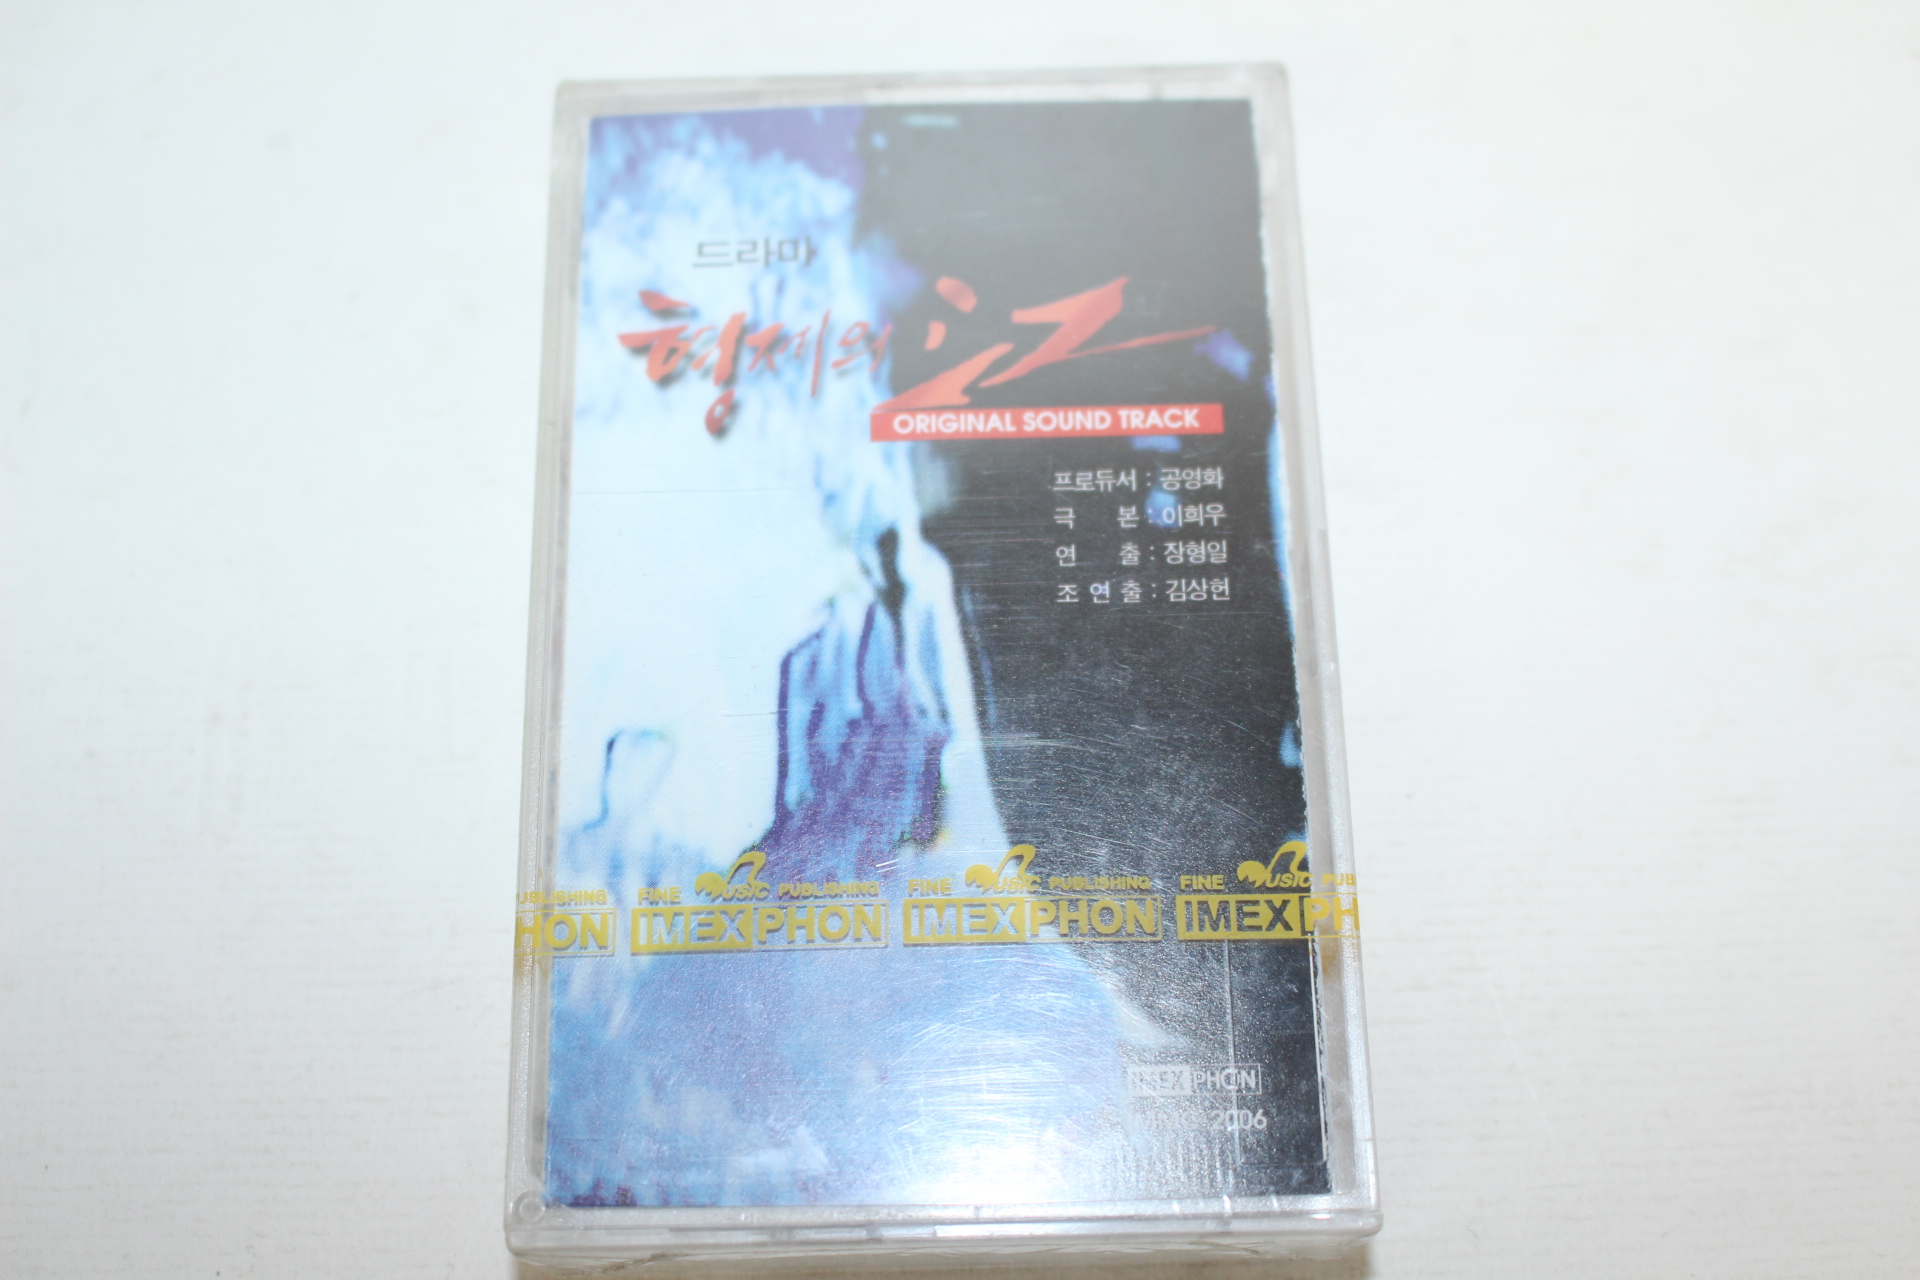 드라마
형제의 강
ORIGINAL SOUND TRACK
프로듀서 : 공영화
극 본 : 이희우
연 출 : 장형일
조 연 출 : 김상헌
PUBLISHING FINE MUSIC PUBLISHING FINE MUSIC PUBLISHING FINE MUSIC PUB
HON IMEX PHON IMEX PHON IMEX PH
IMEX PHON
2006